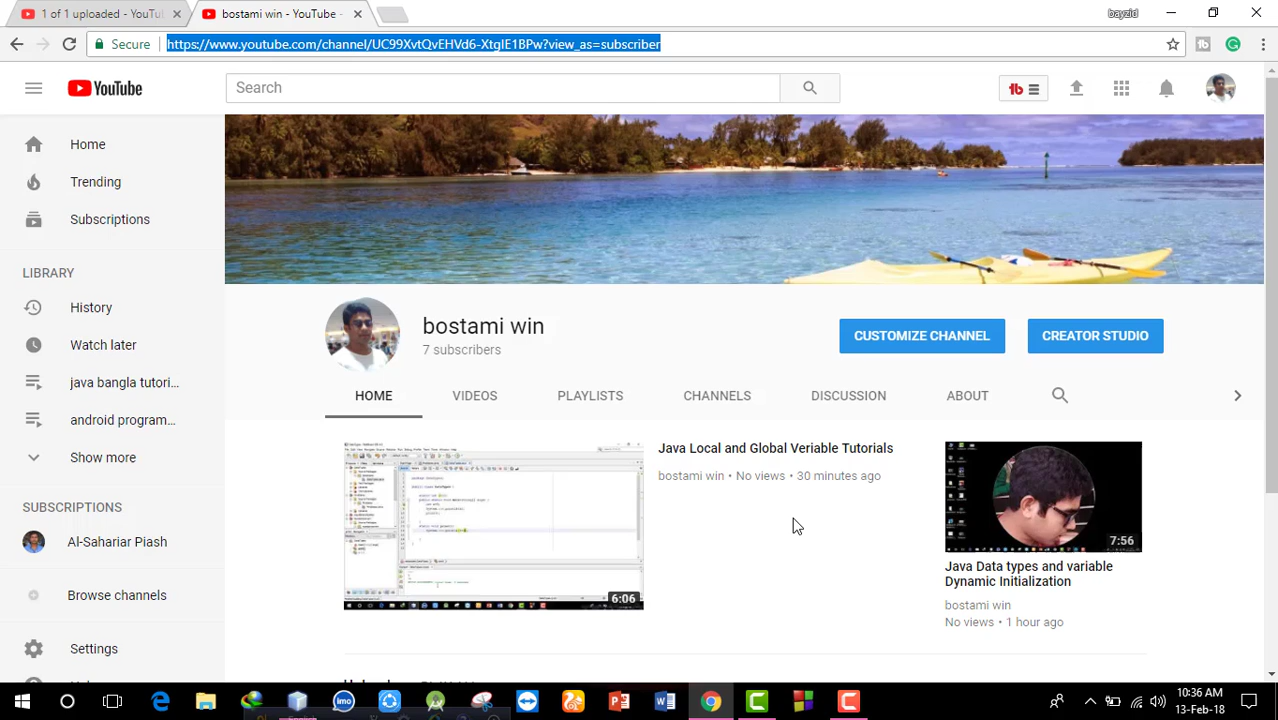 1 of 1 uploaded - YouTu
bostami win - YouTube -
bayzid
Secure
https://www.youtube.com/channel/UC99XvtQvEHVd6-XtgIE1BPw?view_as=subscriber
YouTube
Search
Home
Trending
Subscriptions
LIBRARY
History
Watch later
java bangla tutori...
android program...
Show more
SUBSCRIPTIONS
Browse channels
Settings
bostami win
7 subscribers
CUSTOMIZE CHANNEL
CREATOR STUDIO
HOME
VIDEOS
PLAYLISTS
CHANNELS
DISCUSSION
ABOUT
6:06
Java Local and Global Veriable Tutorials
bostami win • No views • 30 minutes ago
7:56
Java Data types and variable
Dynamic Initialization
bostami win
No views • 1 hour ago
10:36 AM
13-Feb-18